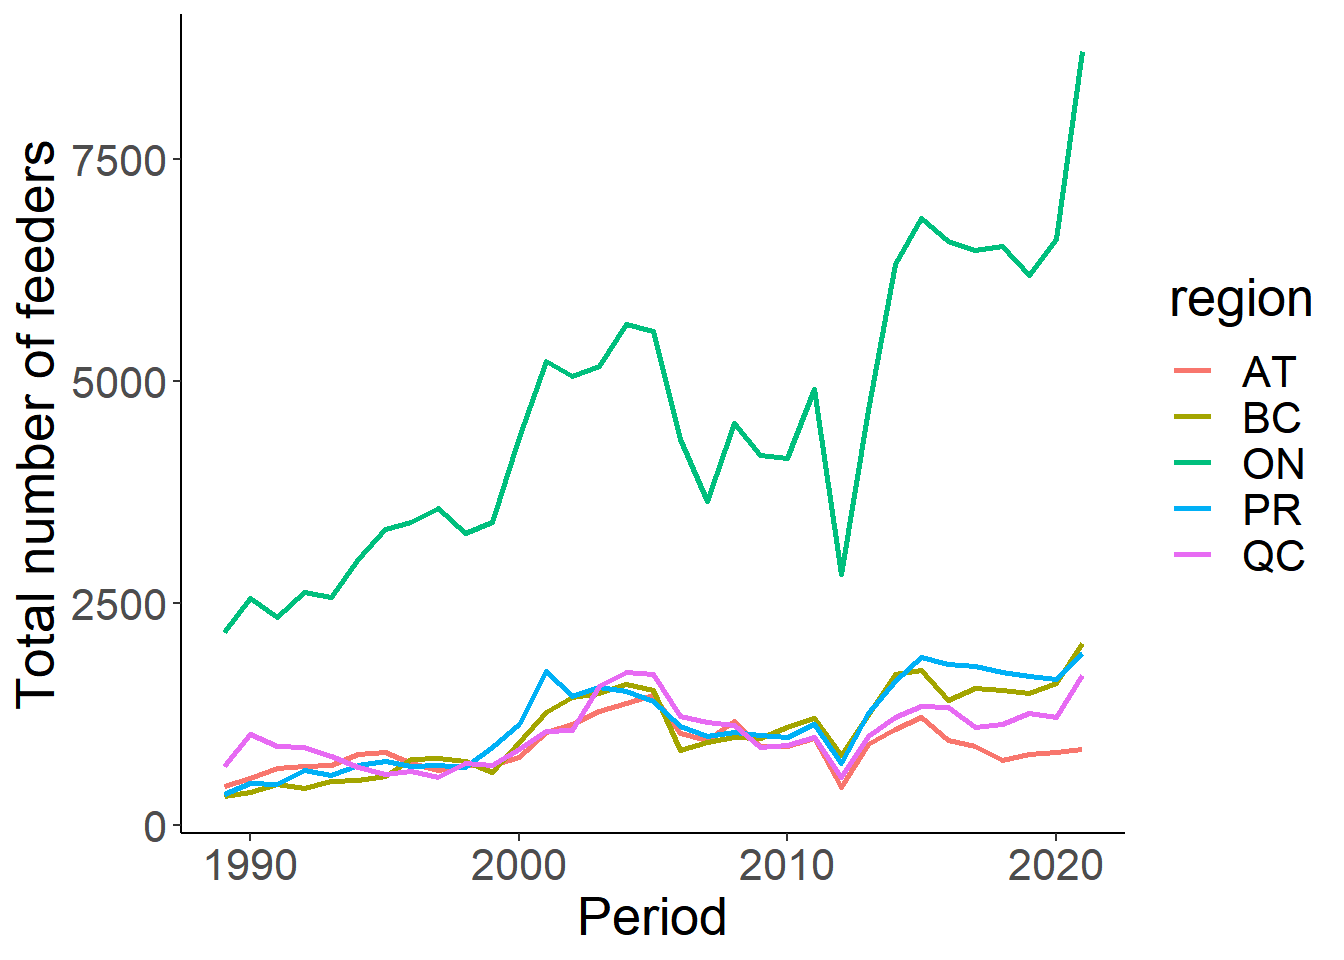 Total number of feeders
7500
5000
2500
0
1990 2000 2010 2020
Period
region
AT
BC
ON
PR
QC